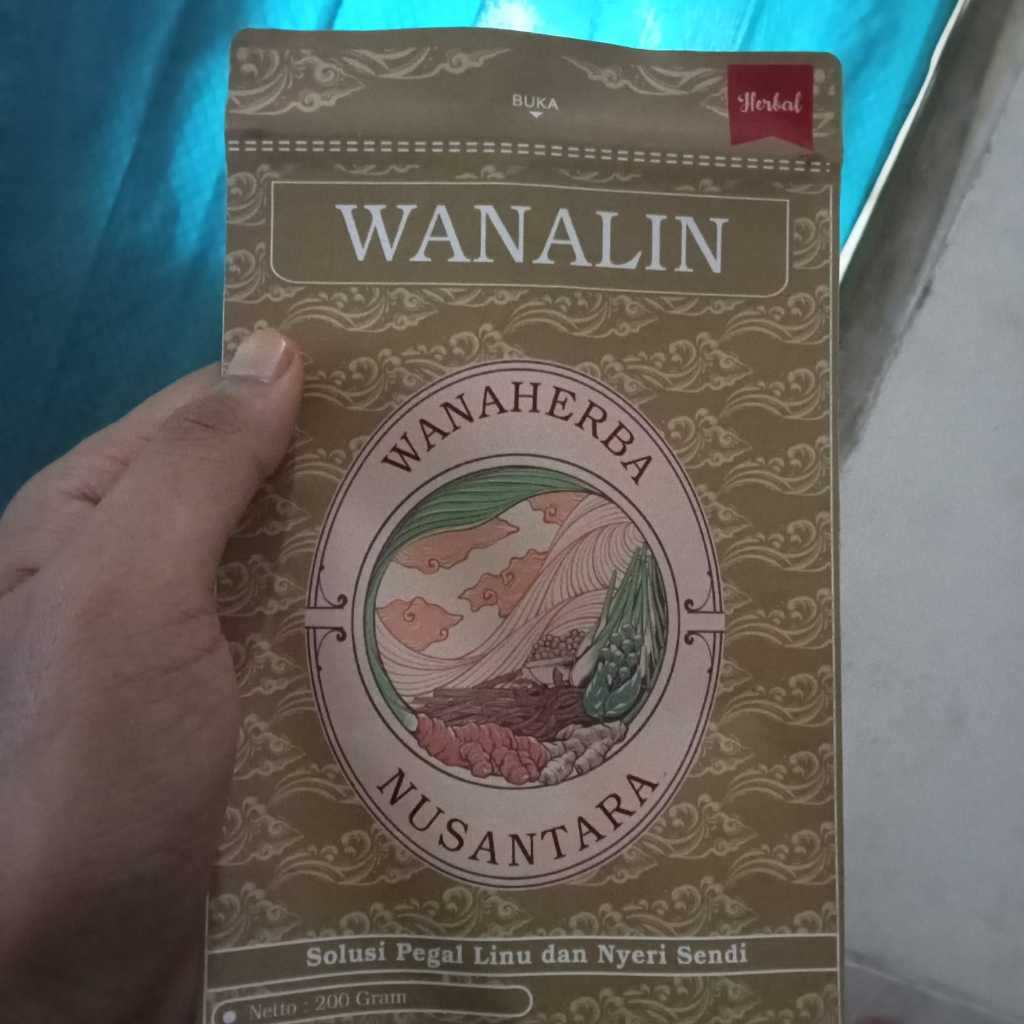 BUKA
Herbal
WANALIN
WANAHERBA
NUSANTARA
Solusi Pegal Linu dan Nyeri Sendi
Netto : 200 Gram